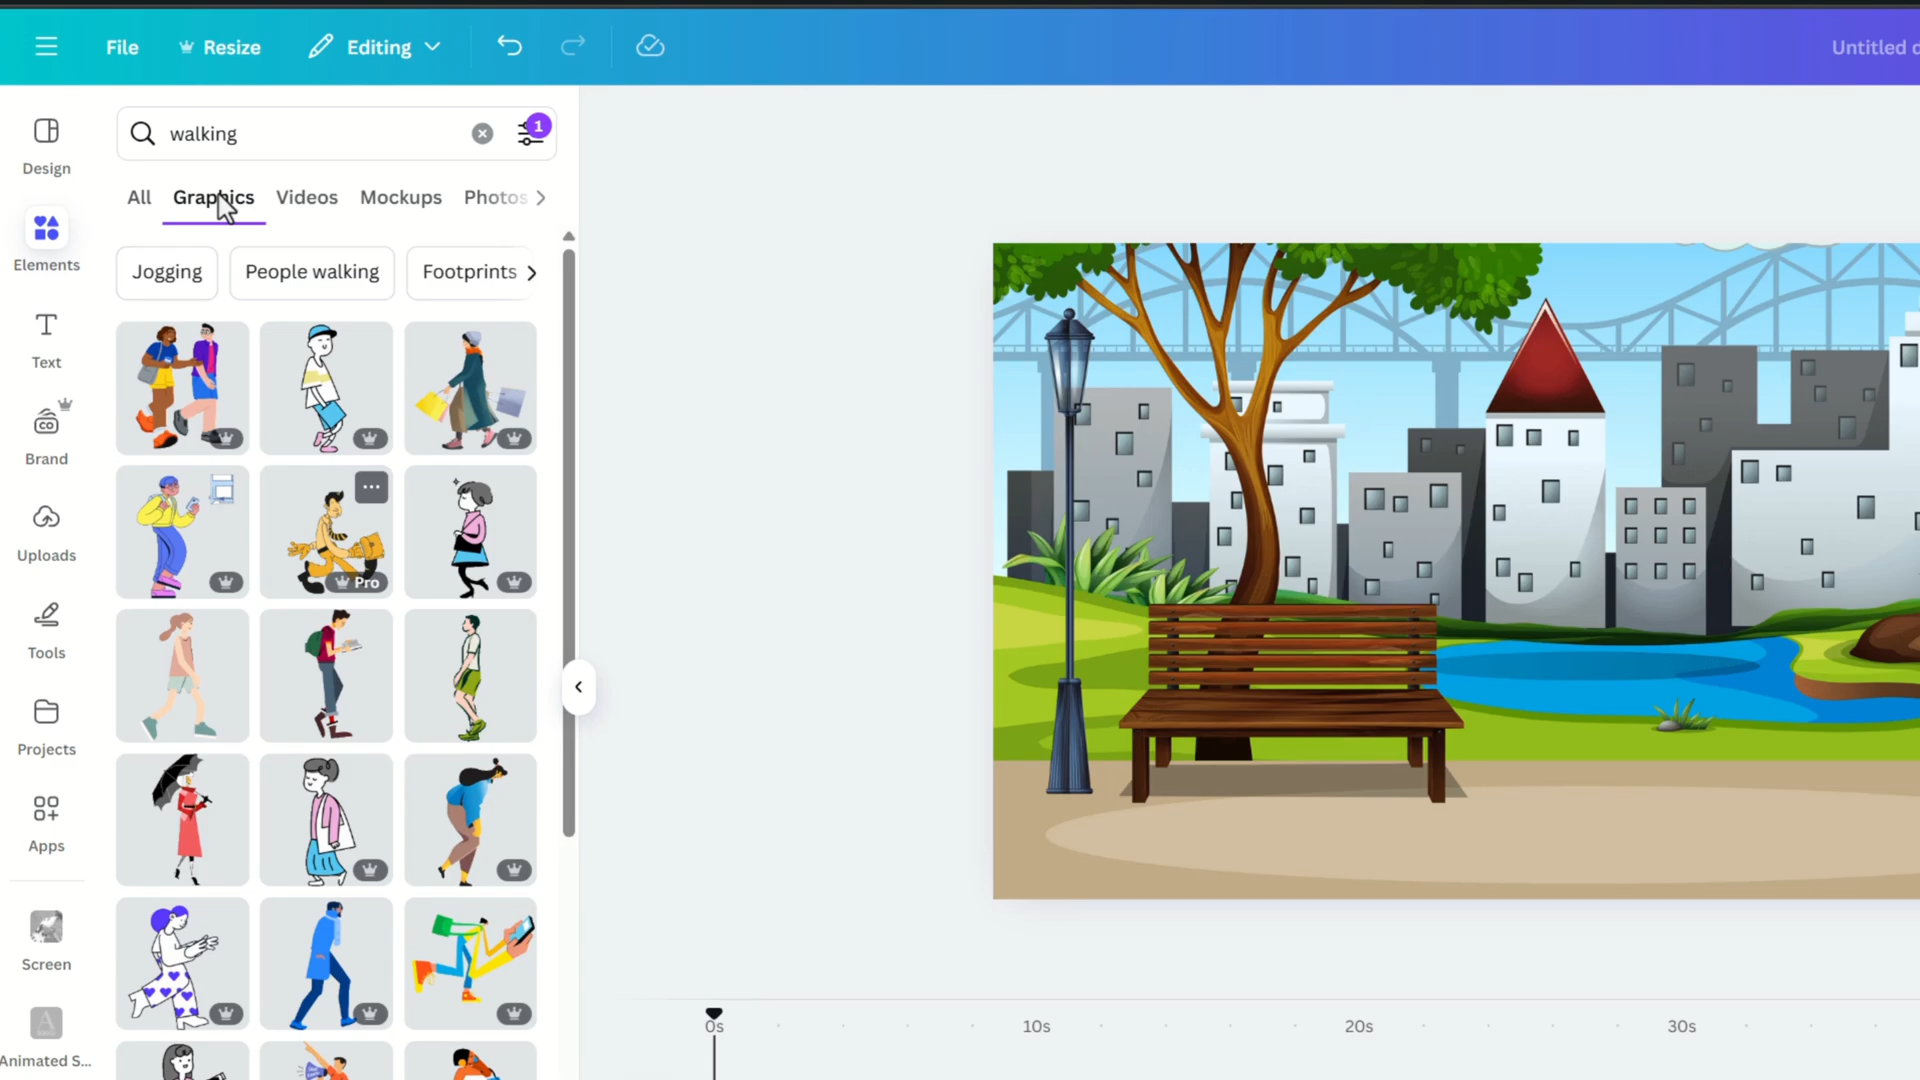 File
Resize
Editing
Untitled
walking
1
Design
All
Graphics
Videos
Mockups
Photos
Elements
Jogging
People walking
Footprints
Text
Brand
CO
Uploads
Pro
Tools
Projects
Apps
Screen
Animated S...
0s
10s
20s
30s